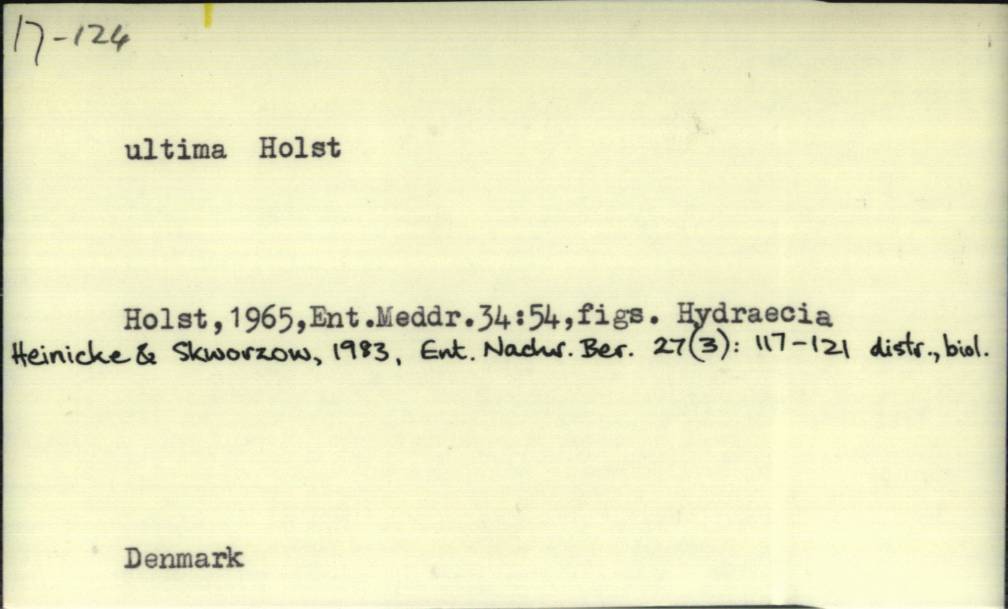 17-124
ultima Holst
Holst,1965,Ent.Meddr.34:54,figs. Hydraecia
Heinicke & Skworzow, 1983, Ent. Nachr. Ber. 27(3): 117-121 distr., biol.
Denmark